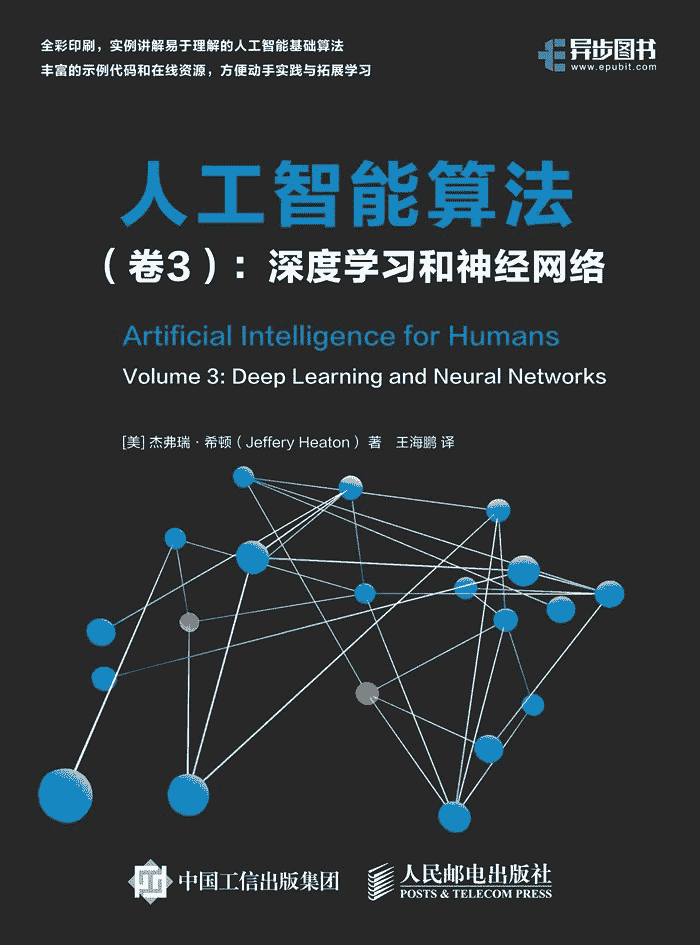 全彩印刷，实例讲解易于理解的人工智能基础算法
丰富的示例代码和在线资源，方便动手实践与拓展学习
异步图书
www.epubit.com
人工智能算法
（卷3）：深度学习和神经网络
Artificial Intelligence for Humans
Volume 3: Deep Learning and Neural Networks
[美] 杰弗瑞·希顿（Jeffery Heaton）著　王海鹏 译
中国工信出版集团
人民邮电出版社
POSTS & TELECOM PRESS